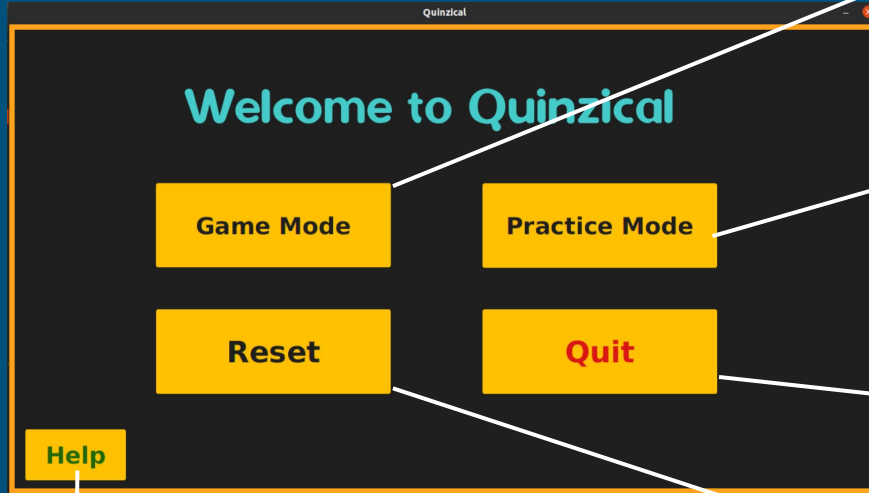 Quinzical
Welcome to Quinzical
Game Mode
Practice Mode
Reset
Quit
Help